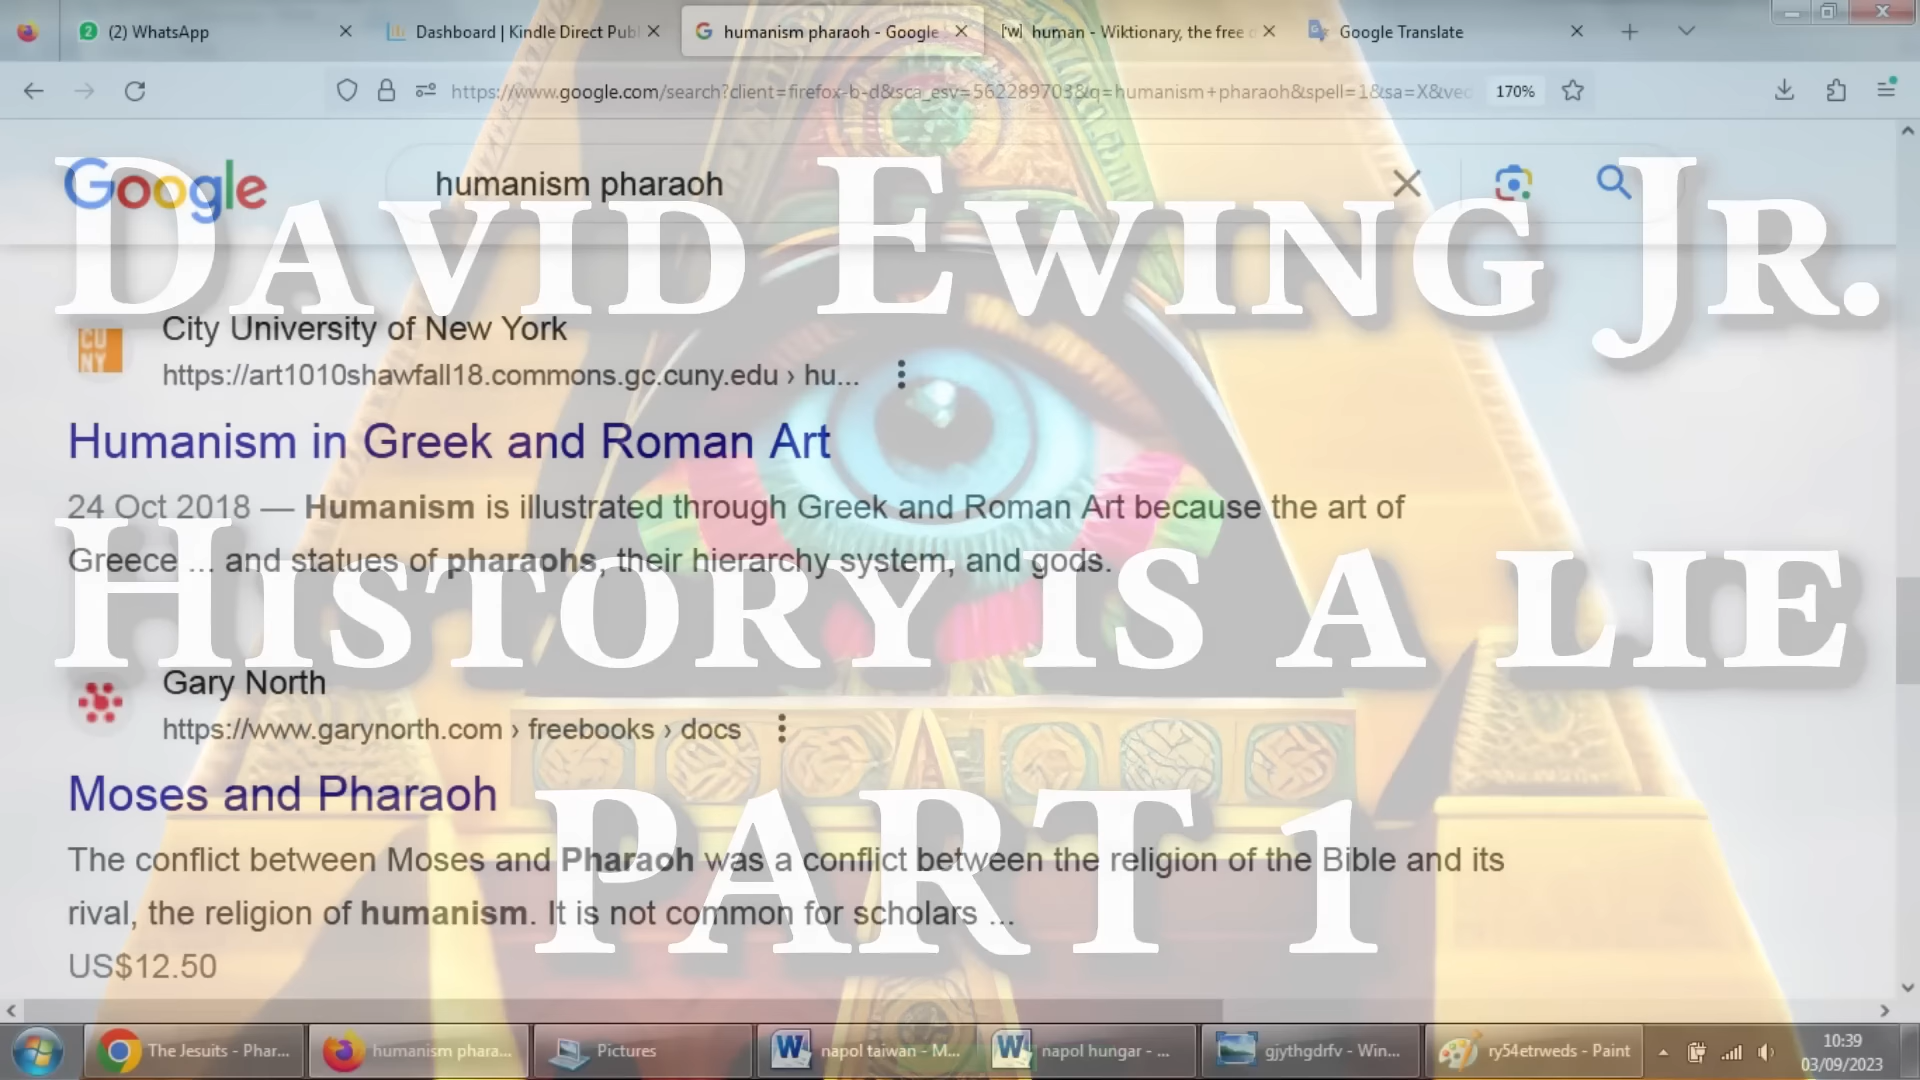 (2) WhatsApp
Dashboard | Kindle Direct Publ
humanism pharaoh - Google
human - Wiktionary, the free d
Google Translate
https://www.google.com/search?client=firefox-b-d&sca_esv=562289703&q=humanism+pharaoh&spell=1&sa=X&ved
170%
Google
humanism pharaoh
DAVID EWING JR.
CU
NY
City University of New York
https://art1010shawfall18.commons.gc.cuny.edu › hu...
Humanism in Greek and Roman Art
24 Oct 2018 — Humanism is illustrated through Greek and Roman Art because the art of
Greece ... and statues of pharaohs, their hierarchy system, and gods.
HISTORY IS A LIE
Gary North
https://www.garynorth.com › freebooks › docs
Moses and Pharaoh
The conflict between Moses and Pharaoh was a conflict between the religion of the Bible and its
rival, the religion of humanism. It is not common for scholars ...
PART 1
US$12.50
The Jesuits - Phar...
humanism phara...
Pictures
napol taiwan - M...
napol hungar - ...
gjythgdrfv - Win...
ry54etrweds - Paint
10:39
03/09/2023